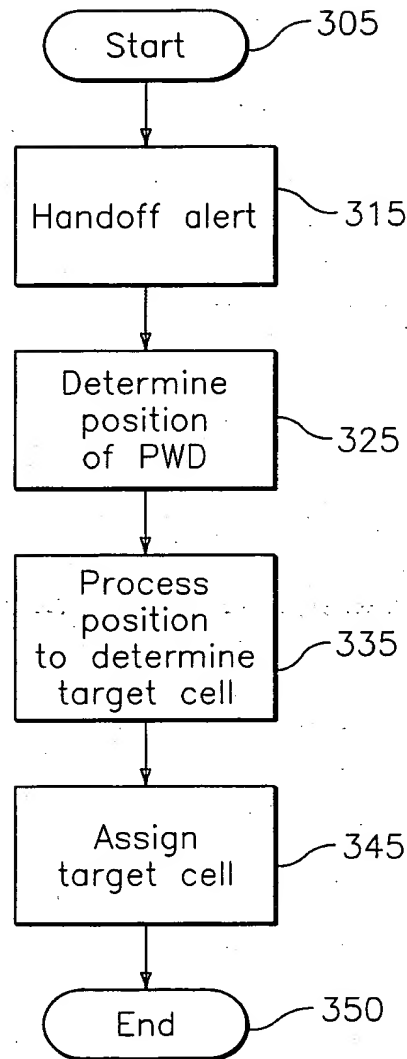 Start
305
Handoff alert
315
Determine
position
of PWD
325
Process
position
to determine
target cell
335
Assign
target cell
345
End
350